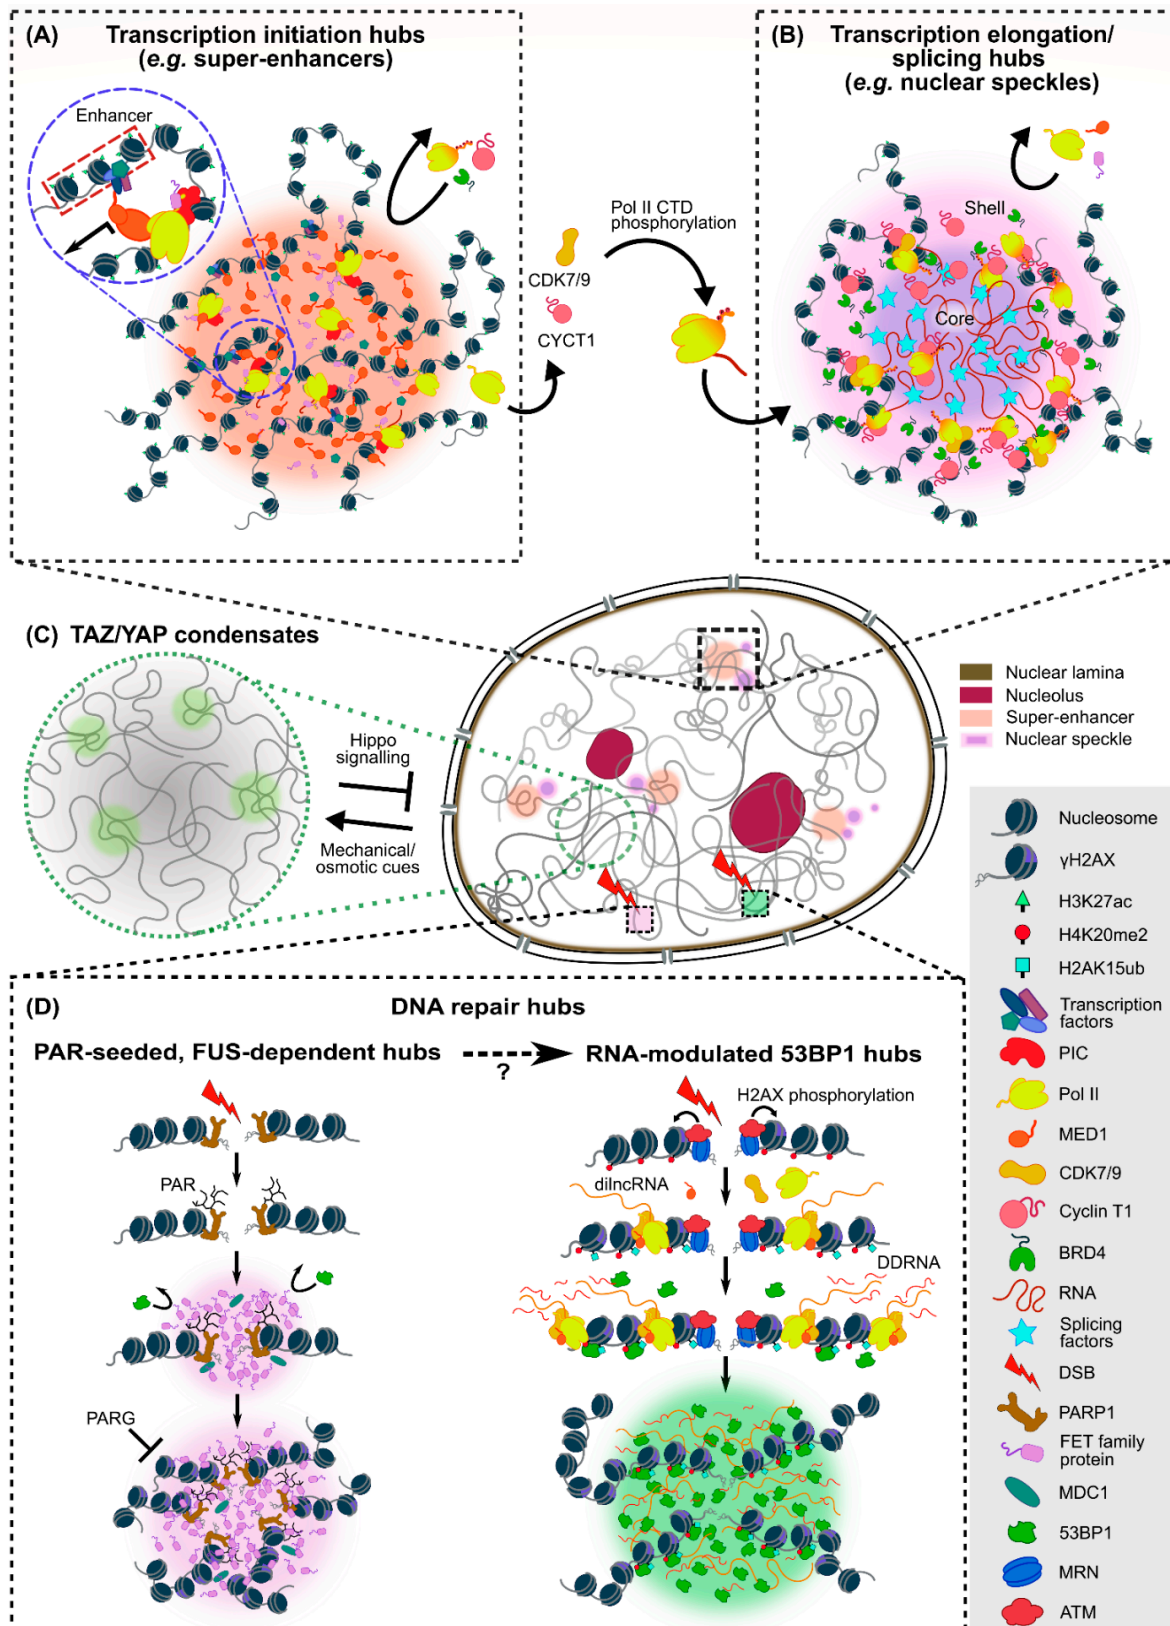 (A)
Transcription initiation hubs
(e.g. super-enhancers)
Enhancer
CDK7/9
CYCT1
Pol II CTD
phosphorylation
(B)
Transcription elongation/
splicing hubs
(e.g. nuclear speckles)
Shell
Core
(C) TAZ/YAP condensates
Hippo
signalling
Mechanical/
osmotic cues
Nuclear lamina
Nucleolus
Super-enhancer
Nuclear speckle
Nucleosome
γH2AX
H3K27ac
H4K20me2
H2AK15ub
Transcription
factors
PIC
Pol II
MED1
CDK7/9
Cyclin T1
BRD4
RNA
Splicing
factors
DSB
PARP1
FET family
protein
MDC1
53BP1
MRN
ATM
(D)
DNA repair hubs
PAR-seeded, FUS-dependent hubs
?
RNA-modulated 53BP1 hubs
PAR
PARG
H2AX phosphorylation
dilncRNA
DDRNA